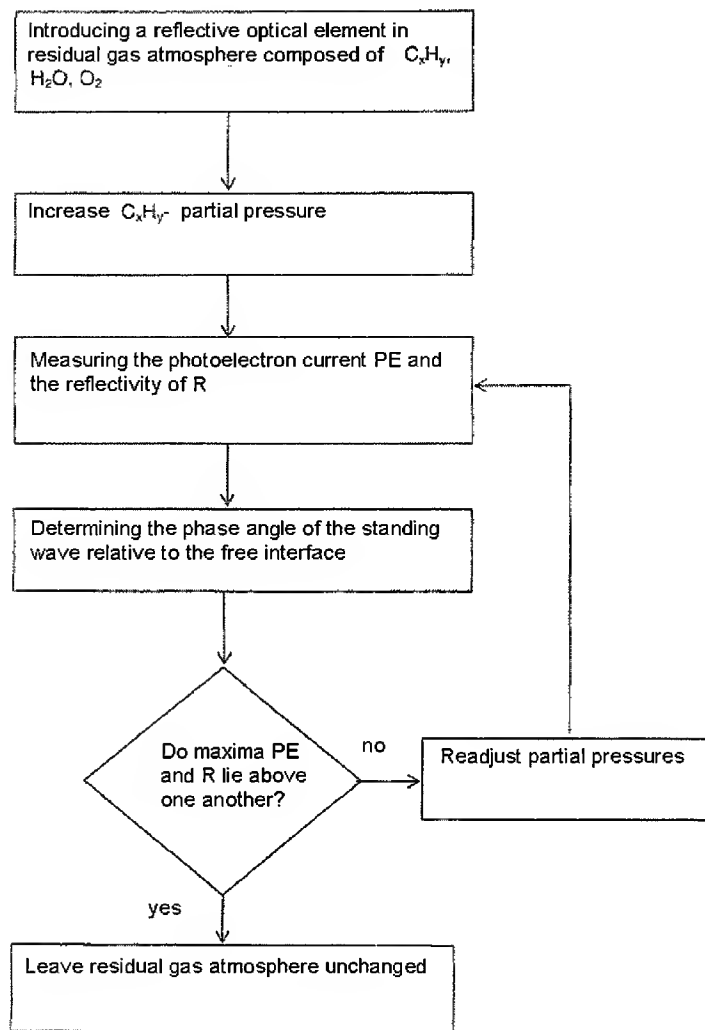 Introducing a reflective optical element in
residual gas atmosphere composed of CₓHᵧ,
H₂O, O₂
Increase CₓHᵧ- partial pressure
Measuring the photoelectron current PE and
the reflectivity of R
Determining the phase angle of the standing
wave relative to the free interface
Do maxima PE
and R lie above
one another?
no
Readjust partial pressures
yes
Leave residual gas atmosphere unchanged